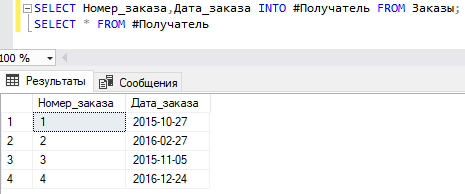 SELECT Номер_заказа,Дата_заказа INTO #Получатель FROM Заказы;
SELECT * FROM #Получатель
100 %
Результаты Сообщения
Номер_заказа Дата_заказа
1 1 2015-10-27
2 2 2016-02-27
3 3 2015-11-05
4 4 2016-12-24